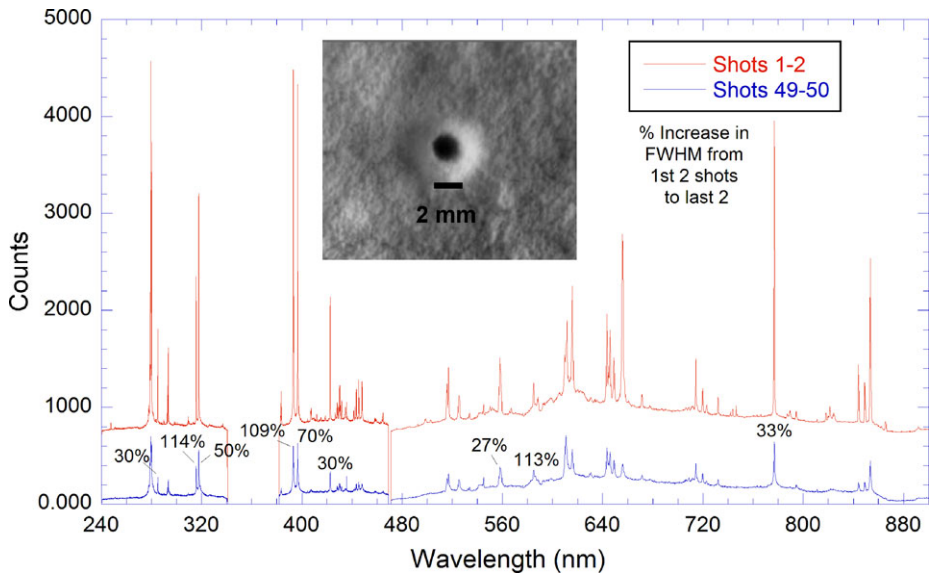 5000
4000
3000
2000
1000
0.000
Counts
Shots 1-2
Shots 49-50
% Increase in
FWHM from
1st 2 shots
to last 2
2 mm
30%
114%
50%
109%
70%
30%
27%
113%
33%
240 320 400 480 560 640 720 800 880
Wavelength (nm)